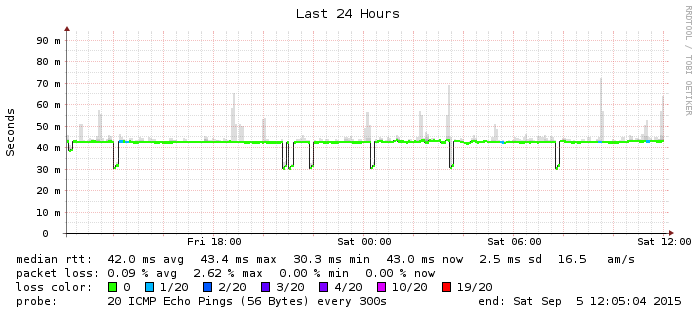 Last 24 Hours
RRDTOOL / TOBI OETIKER
Seconds
90 m
80 m
70 m
60 m
50 m
40 m
30 m
20 m
10 m
0
Fri 18:00 Sat 00:00 Sat 06:00 Sat 12:00
median rtt: 42.0 ms avg 43.4 ms max 30.3 ms min 43.0 ms now 2.5 ms sd 16.5 am/s
packet loss: 0.09 % avg 2.62 % max 0.00 % min 0.00 % now
loss color: 0 1/20 2/20 3/20 4/20 10/20 19/20
probe: 20 ICMP Echo Pings (56 Bytes) every 300s end: Sat Sep 5 12:05:04 2015